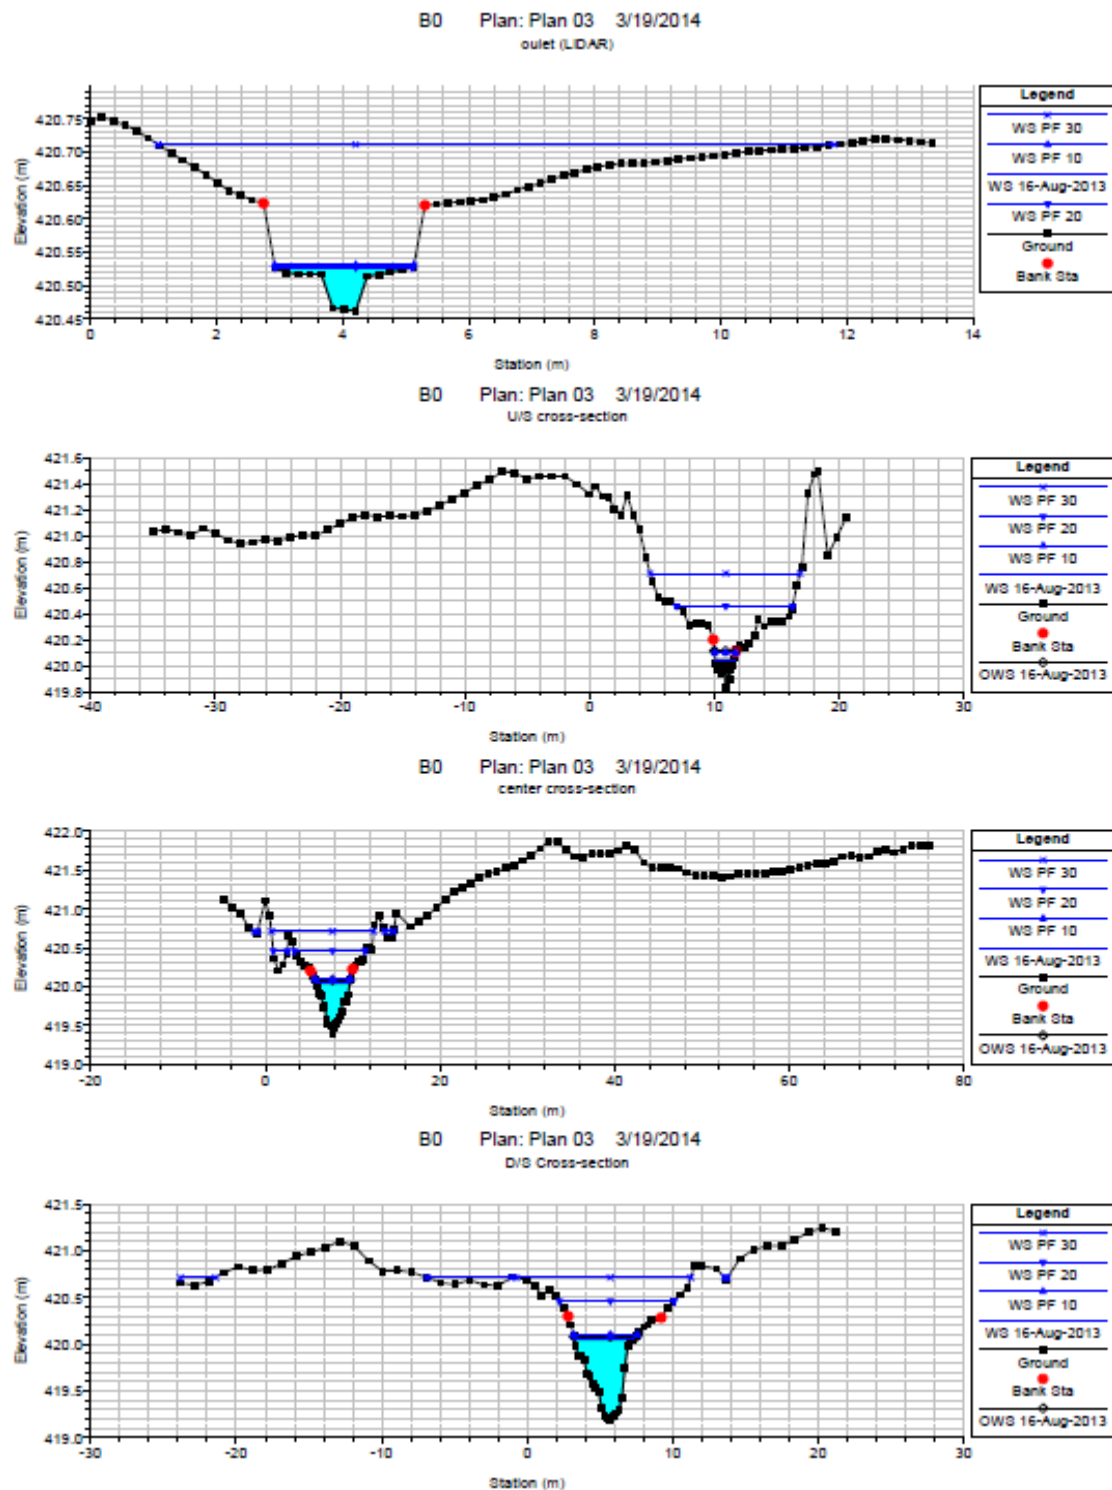 B0 Plan: Plan 03 3/19/2014
oulet (LIDAR)
Elevation (m)
420.75
420.70
420.65
420.60
420.55
420.50
420.45
0 2 4 6 8 10 12 14
Station (m)
Legend
WS PF 30
WS PF 10
WS 16-Aug-2013
WS PF 20
Ground
Bank Sta
B0 Plan: Plan 03 3/19/2014
U/S cross-section
Elevation (m)
421.6
421.4
421.2
421.0
420.8
420.6
420.4
420.2
420.0
419.8
-40 -30 -20 -10 0 10 20 30
Station (m)
Legend
WS PF 30
WS PF 20
WS PF 10
WS 16-Aug-2013
Ground
Bank Sta
OWS 16-Aug-2013
B0 Plan: Plan 03 3/19/2014
center cross-section
Elevation (m)
422.0
421.5
421.0
420.5
420.0
419.5
419.0
-20 0 20 40 60 80
Station (m)
Legend
WS PF 30
WS PF 20
WS PF 10
WS 16-Aug-2013
Ground
Bank Sta
OWS 16-Aug-2013
B0 Plan: Plan 03 3/19/2014
D/S Cross-section
Elevation (m)
421.5
421.0
420.5
420.0
419.5
419.0
-30 -20 -10 0 10 20 30
Station (m)
Legend
WS PF 30
WS PF 20
WS PF 10
WS 16-Aug-2013
Ground
Bank Sta
OWS 16-Aug-2013